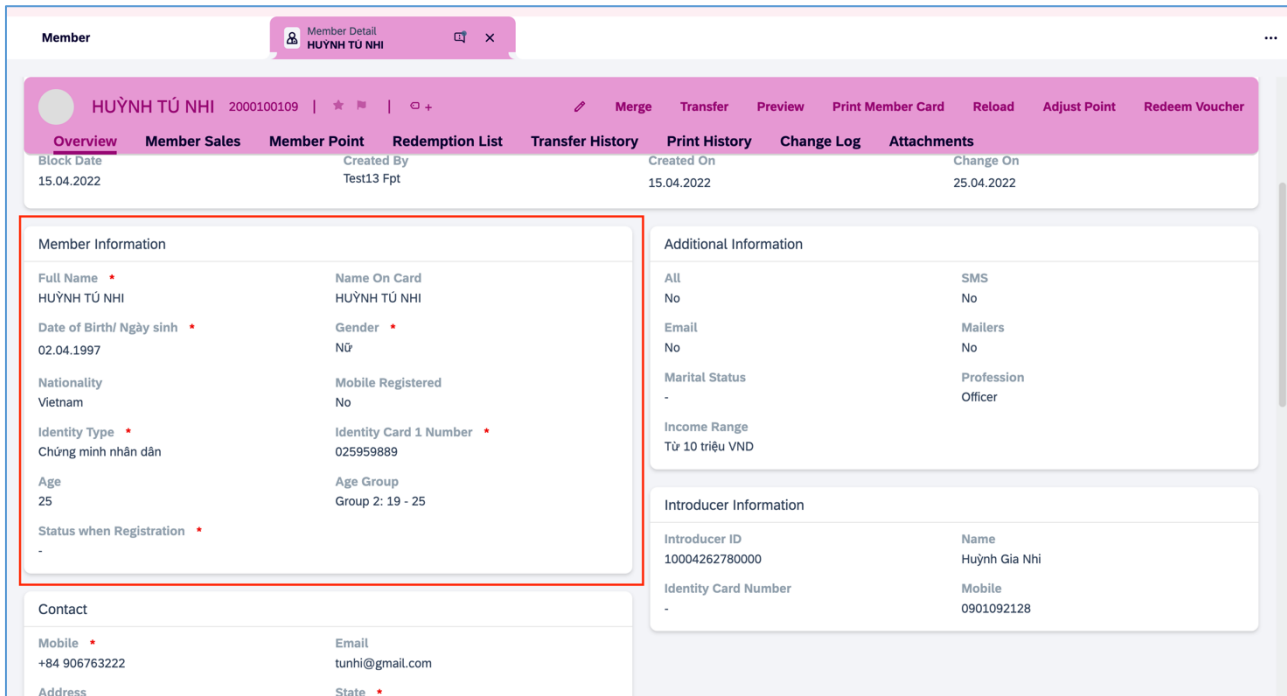 Member
Member Detail
HUỲNH TÚ NHI
HUỲNH TÚ NHI 2000100109
Merge Transfer Preview Print Member Card Reload Adjust Point Redeem Voucher
Overview Member Sales Member Point Redemption List Transfer History Print History Change Log Attachments
Block Date Created By Created On Change On
15.04.2022 Test13 Fpt 15.04.2022 25.04.2022
Member Information
Full Name * Name On Card
HUỲNH TÚ NHI HUỲNH TÚ NHI
Date of Birth/ Ngày sinh * Gender *
02.04.1997 Nữ
Nationality Mobile Registered
Vietnam No
Identity Type * Identity Card 1 Number *
Chứng minh nhân dân 025959889
Age Age Group
25 Group 2: 19 - 25
Status when Registration *
-
Contact
Mobile * Email
+84 906763222 tunhi@gmail.com
Address State *
Additional Information
All SMS
No No
Email Mailers
No No
Marital Status Profession
- Officer
Income Range
Từ 10 triệu VND
Introducer Information
Introducer ID Name
10004262780000 Huỳnh Gia Nhi
Identity Card Number Mobile
- 0901092128